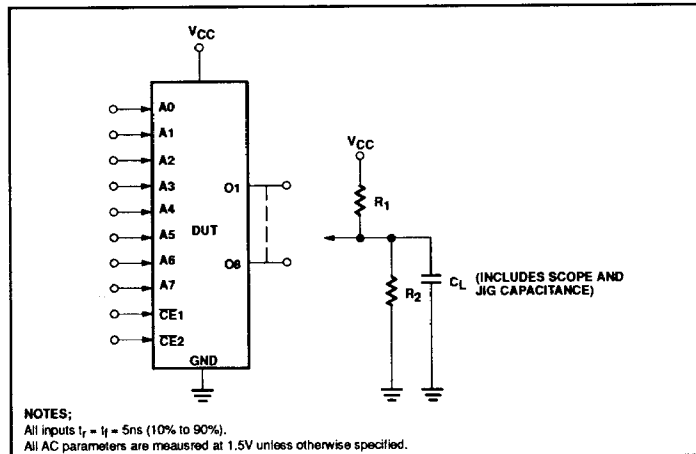 VCC
A0
A1
A2
A3
A4
A5
A6
A7
CE1
CE2
DUT
O1
O6
GND
VCC
R1
R2
CL (INCLUDES SCOPE AND
JIG CAPACITANCE)
NOTES;
All inputs tr = tf = 5ns (10% to 90%).
All AC parameters are meausred at 1.5V unless otherwise specified.